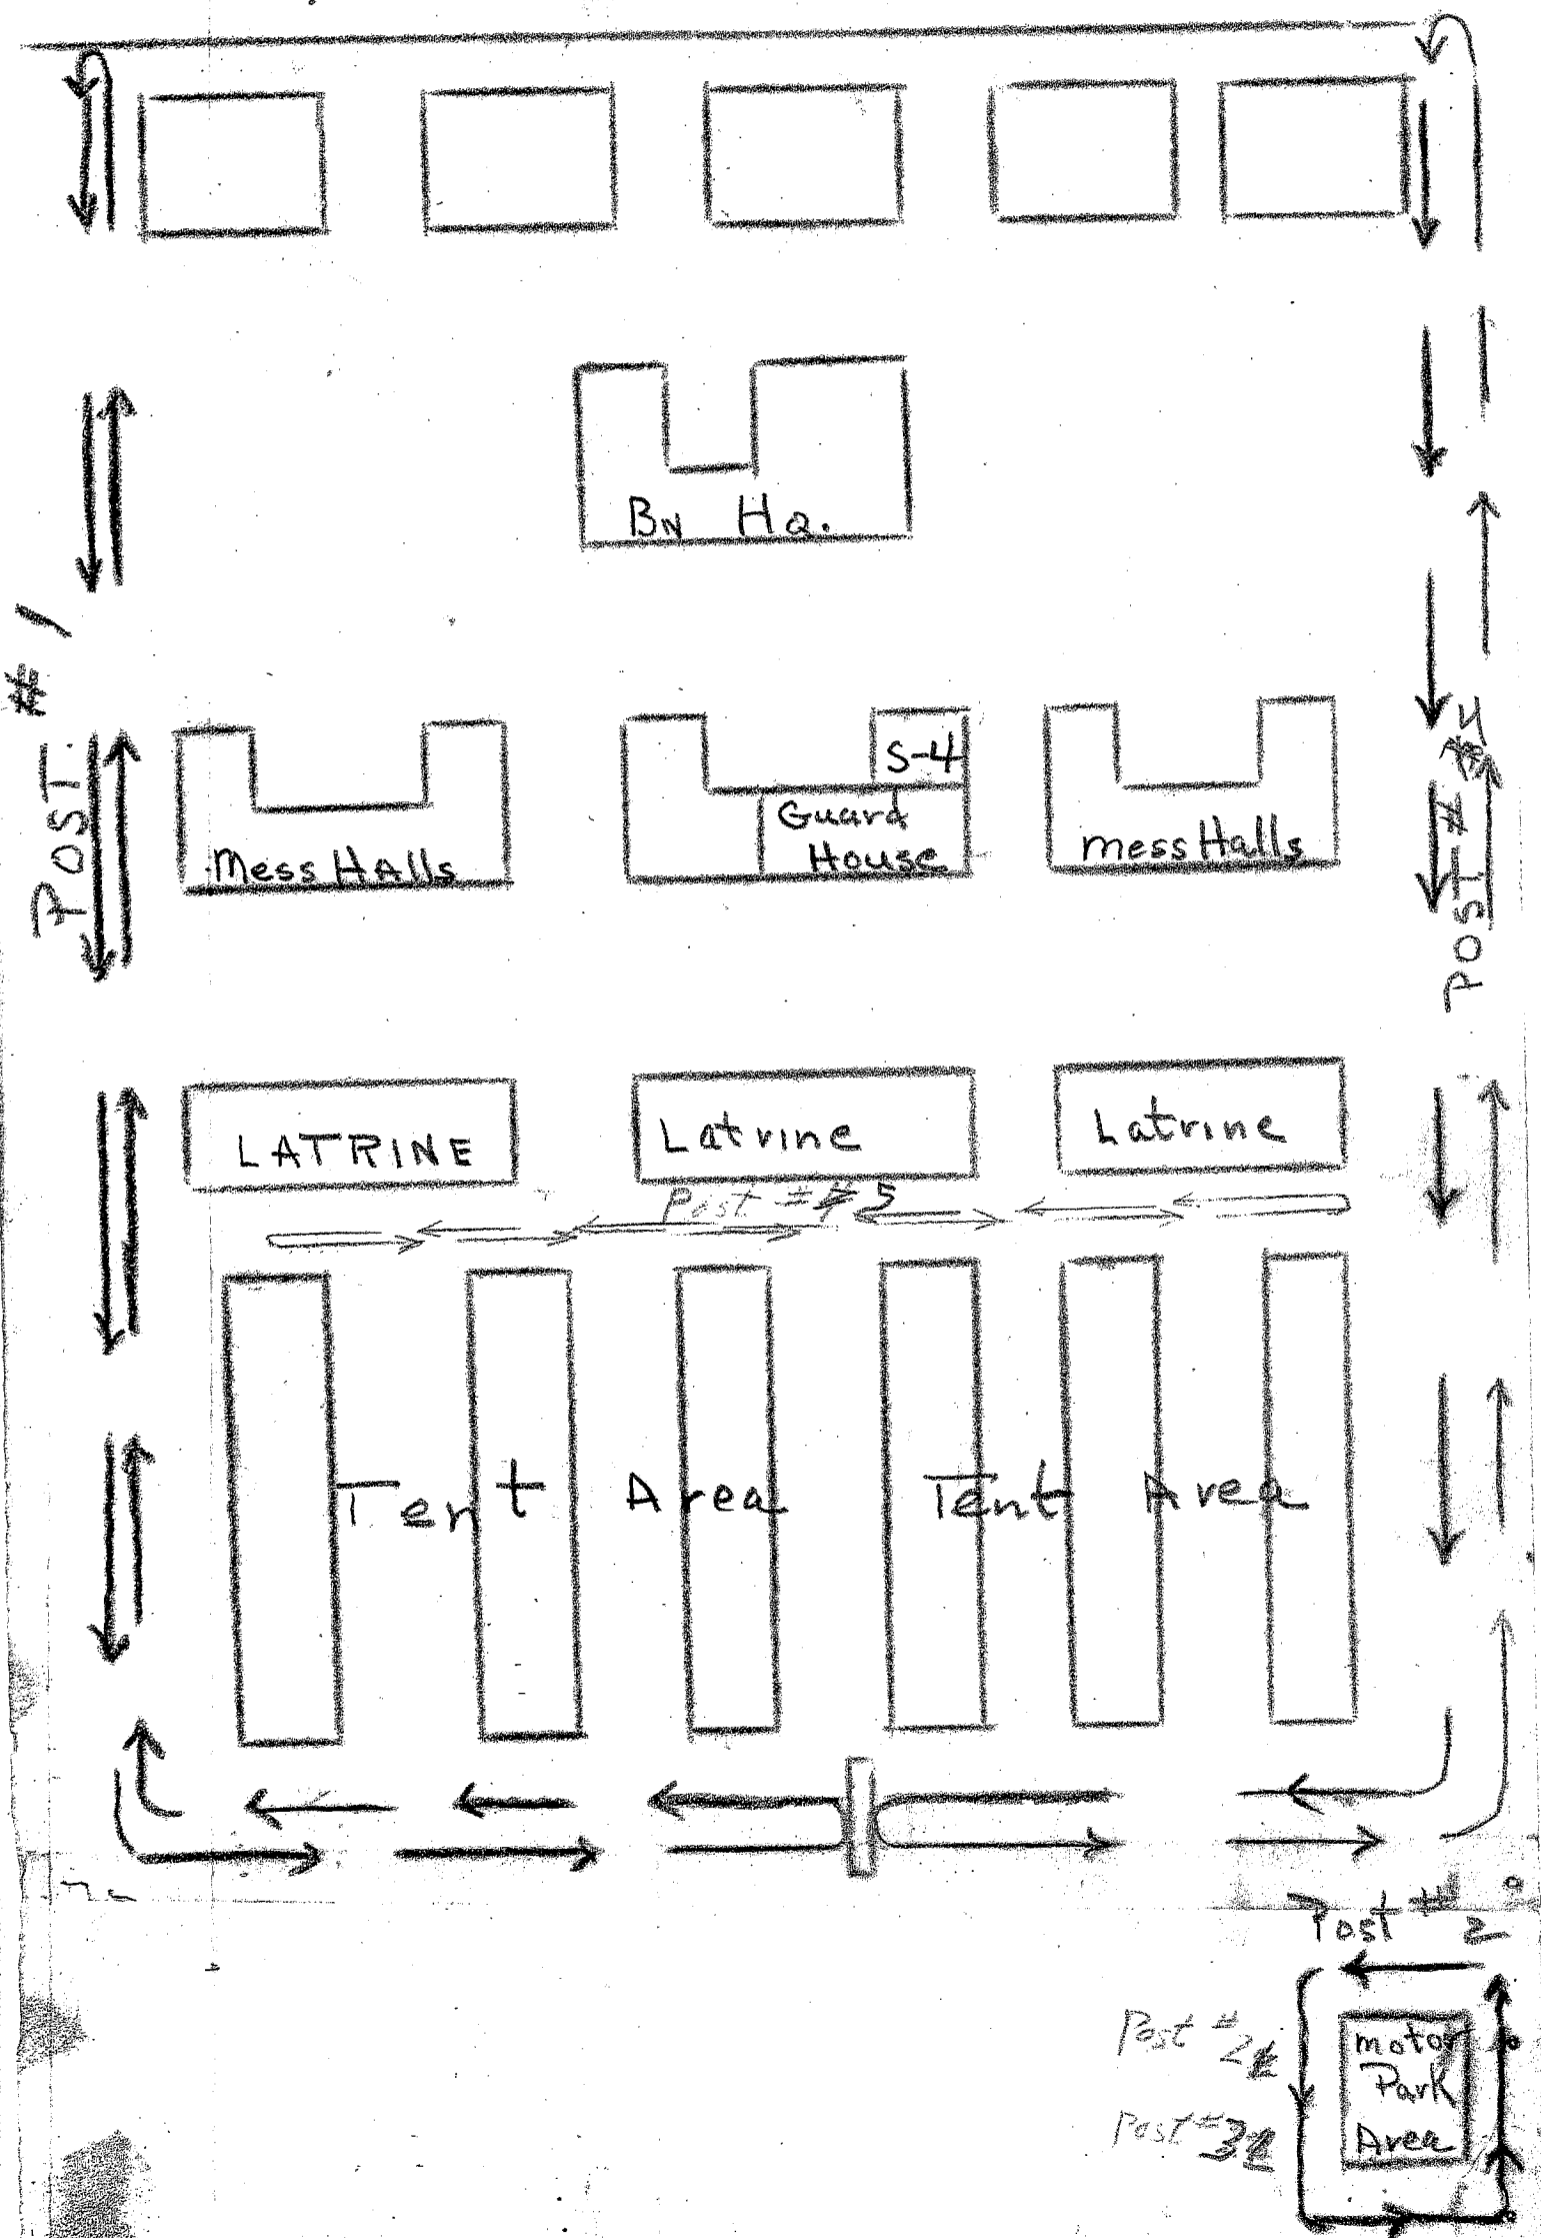 Bn Hq.
POST # 1
S-4
Guard
House
Mess HAlls
mess Halls
POST # 4
LATRINE
Latrine
Latrine
Post # 5
Tent Area
Tent Area
Post # 2
Post # 2
Post # 3
motor
Park
Area